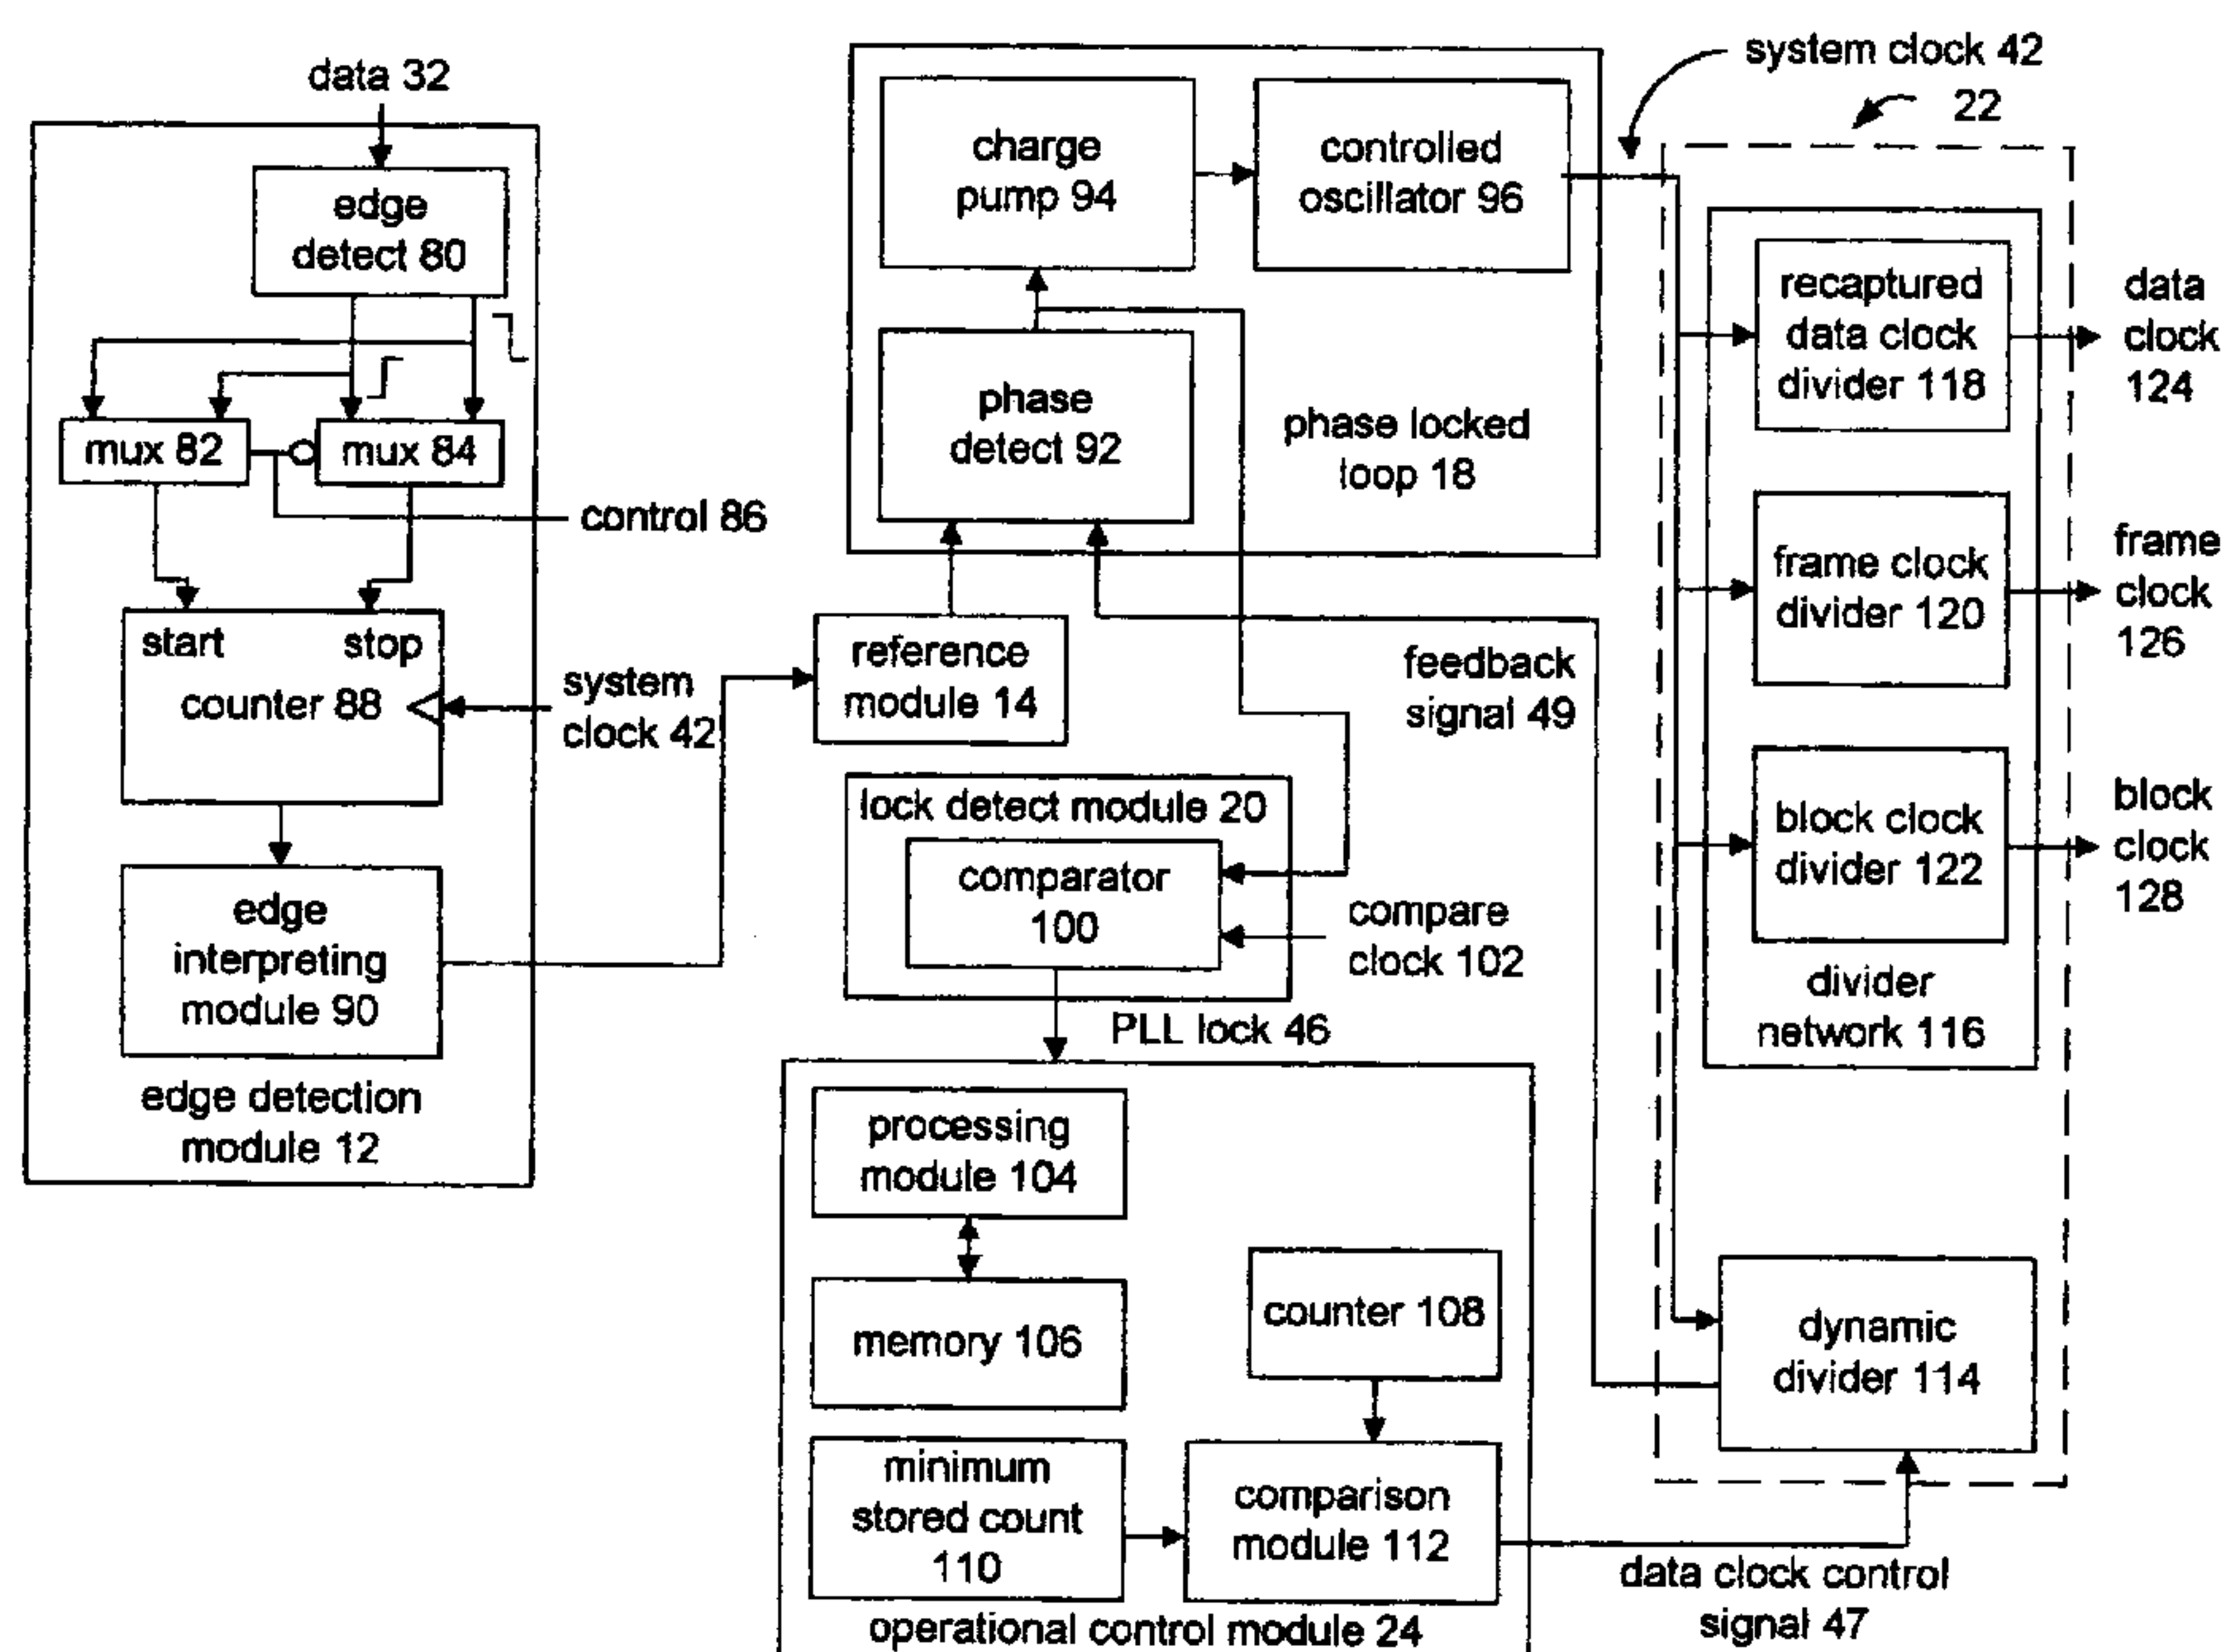 data 32
edge
detect 80
mux 82
mux 84
control 86
start
stop
counter 88
system
clock 42
edge
interpreting
module 90
edge detection
module 12
charge
pump 94
controlled
oscillator 96
phase
detect 92
phase locked
loop 18
reference
module 14
feedback
signal 49
lock detect module 20
comparator
100
compare
clock 102
PLL lock 46
processing
module 104
memory 106
counter 108
minimum
stored count
110
comparison
module 112
operational control module 24
system clock 42
22
recaptured
data clock
divider 118
data
clock
124
frame clock
divider 120
frame
clock
126
block clock
divider 122
block
clock
128
divider
network 116
dynamic
divider 114
data clock control
signal 47